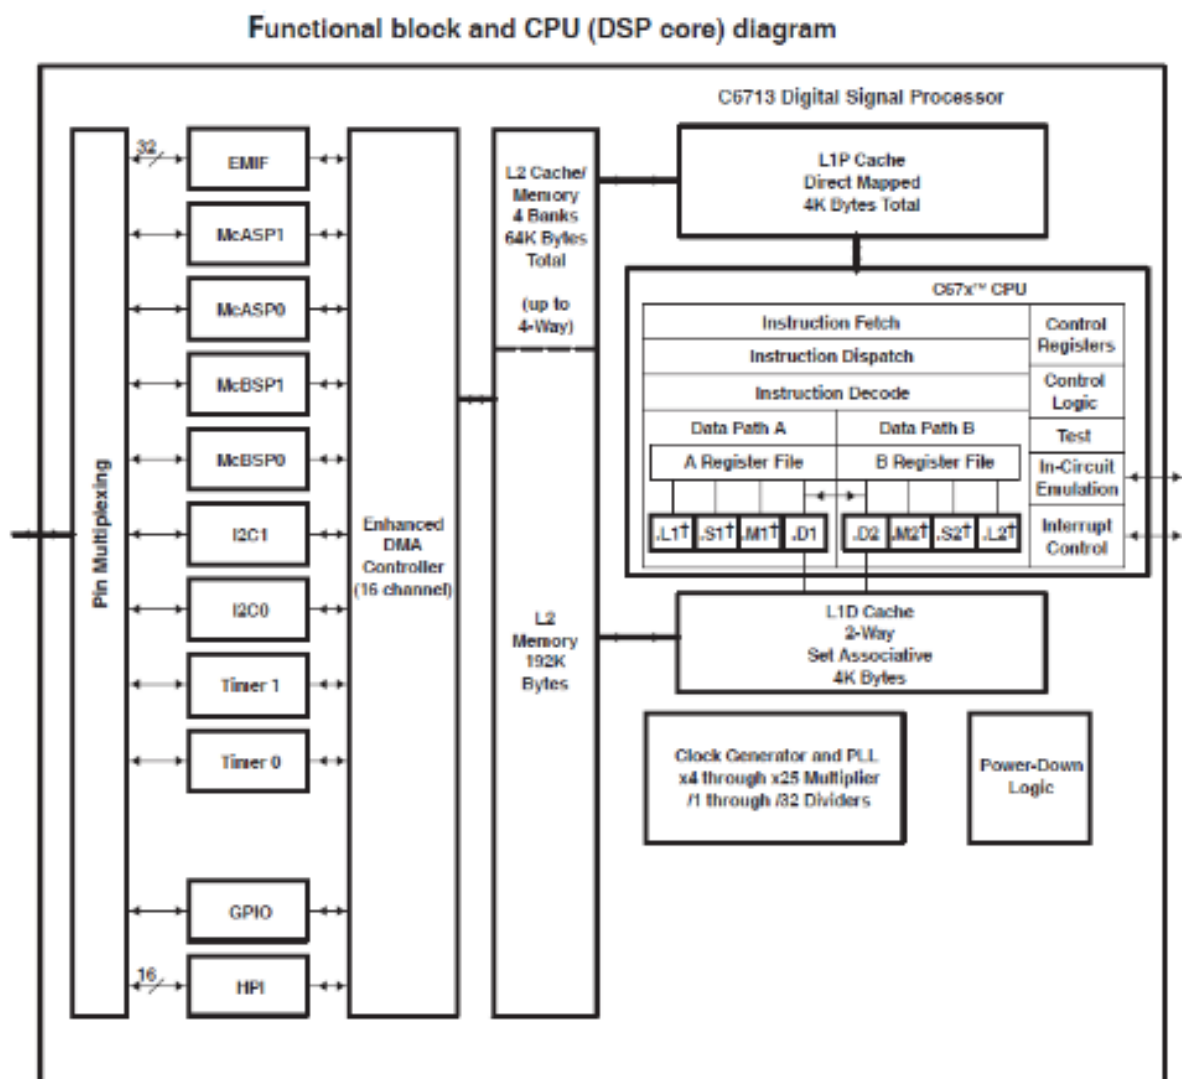 Functional block and CPU (DSP core) diagram
C6713 Digital Signal Processor
Pin Multiplexing
32
EMIF
McASP1
McASP0
McBSP1
McBSP0
I2C1
I2C0
Timer 1
Timer 0
GPIO
16
HPI
Enhanced
DMA
Controller
(16 channel)
L2 Cache/
Memory
4 Banks
64K Bytes
Total
(up to
4-Way)
L2
Memory
192K
Bytes
L1P Cache
Direct Mapped
4K Bytes Total
C67x™ CPU
Instruction Fetch
Instruction Dispatch
Instruction Decode
Data Path A
Data Path B
A Register File
B Register File
.L1†
.S1†
.M1†
.D1
.D2
.M2†
.S2†
.L2†
Control
Registers
Control
Logic
Test
In-Circuit
Emulation
Interrupt
Control
L1D Cache
2-Way
Set Associative
4K Bytes
Clock Generator and PLL
x4 through x25 Multiplier
/1 through /32 Dividers
Power-Down
Logic